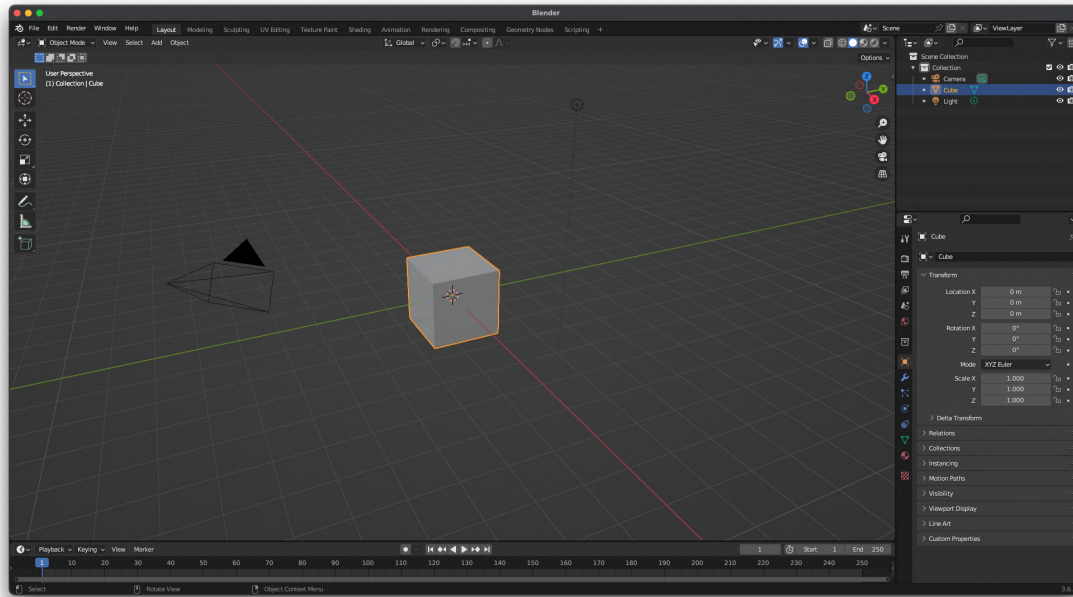 Blender
File Edit Render Window Help Layout Modeling Sculpting UV Editing Texture Paint Shading Animation Rendering Compositing Geometry Nodes Scripting + Scene ViewLayer
Object Mode View Select Add Object Global
Options
User Perspective
(1) Collection | Cube
Z
Y
X
Scene Collection
Collection
Camera
Cube
Light
Cube
Cube
Transform
Location X 0 m
Y 0 m
Z 0 m
Rotation X 0°
Y 0°
Z 0°
Mode XYZ Euler
Scale X 1.000
Y 1.000
Z 1.000
Delta Transform
Relations
Collections
Instancing
Motion Paths
Visibility
Viewport Display
Line Art
Custom Properties
Playback Keying View Marker 1 Start 1 End 250
1 10 20 30 40 50 60 70 80 90 100 110 120 130 140 150 160 170 180 190 200 210 220 230 240 250
Select Rotate View Object Context Menu